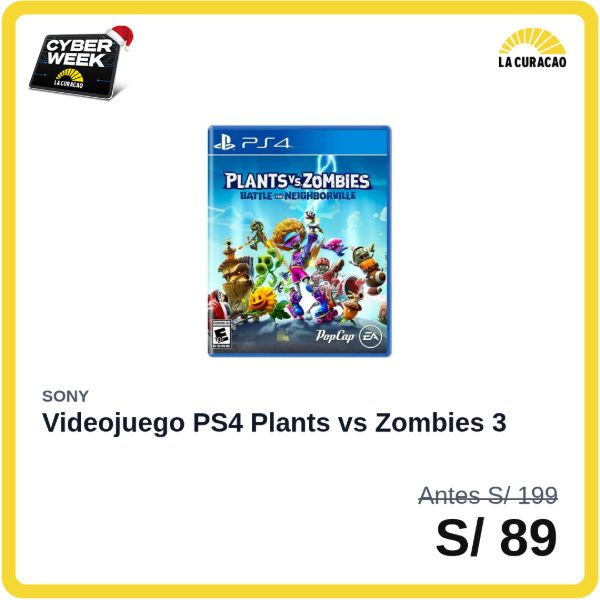 CYBER
WEEK
LA CURACAO
LA CURACAO
PS4
PLANTS VS. ZOMBIES
BATTLE FOR NEIGHBORVILLE
E
ESRB
PopCap
EA
SONY
Videojuego PS4 Plants vs Zombies 3
Antes S/ 199
S/ 89